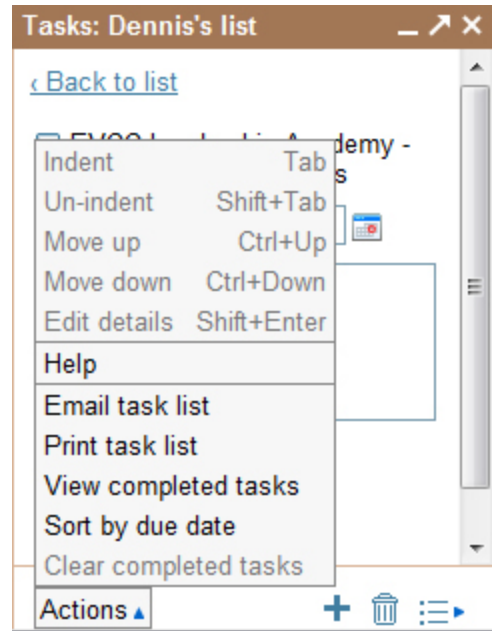 Tasks: Dennis's list
‹ Back to list
demy -
s
Indent Tab
Un-indent Shift+Tab
Move up Ctrl+Up
Move down Ctrl+Down
Edit details Shift+Enter
Help
Email task list
Print task list
View completed tasks
Sort by due date
Clear completed tasks
Actions